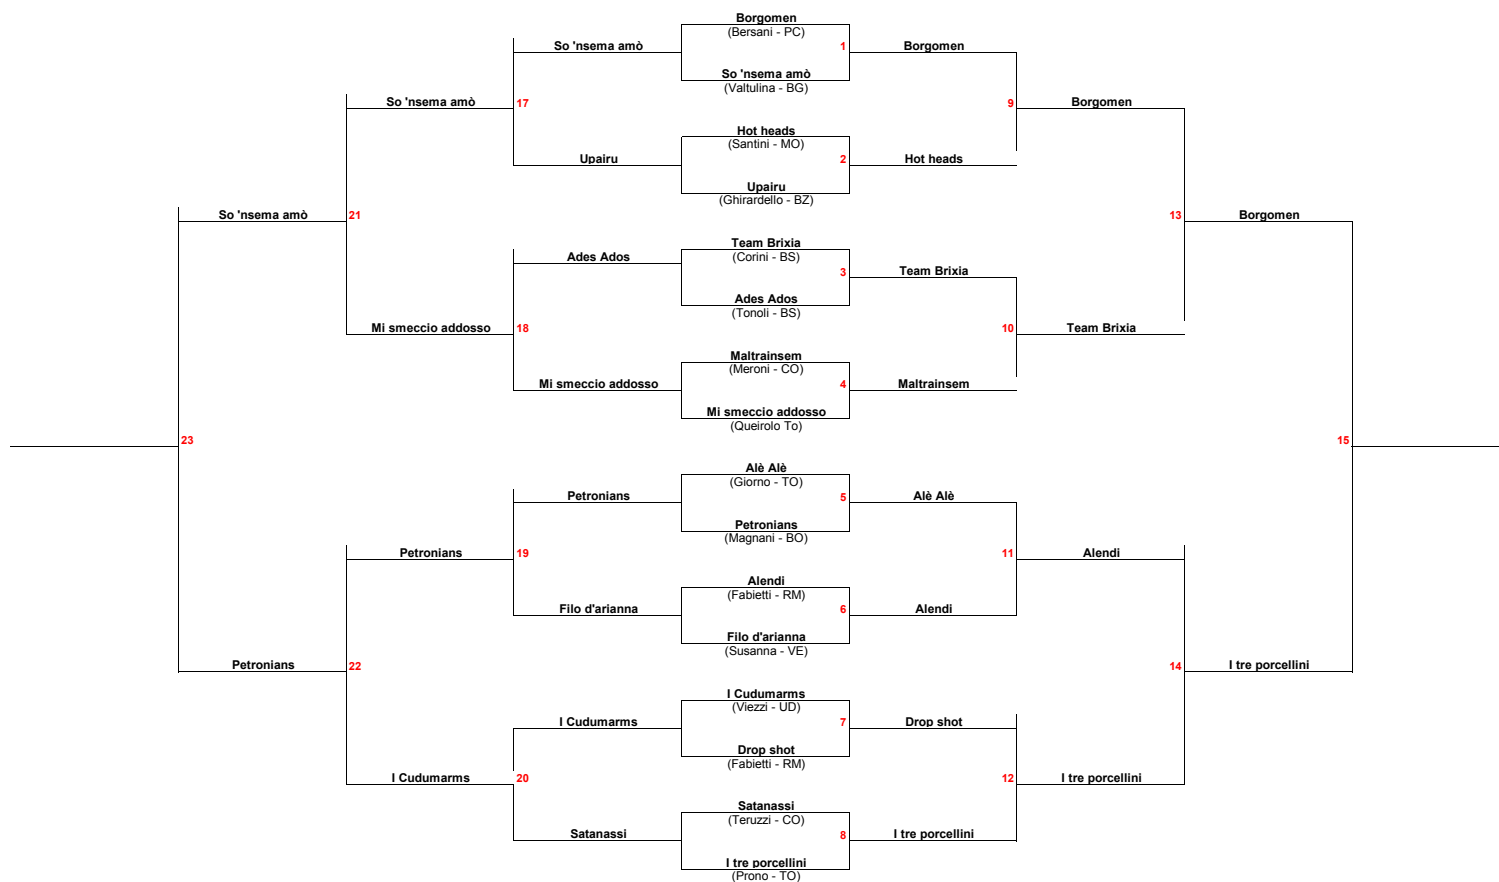 Borgomen
(Bersani - PC)
So 'nsema amò 1 Borgomen
So 'nsema amò
(Valtulina - BG)
So 'nsema amò 17 9 Borgomen
Hot heads
(Santini - MO)
Upairu 2 Hot heads
Upairu
(Ghirardello - BZ)
So 'nsema amò 21 13 Borgomen
Team Brixia
(Corini - BS)
Ades Ados 3 Team Brixia
Ades Ados
(Tonoli - BS)
Mi smeccio addosso 18 10 Team Brixia
Maltrainsem
(Meroni - CO)
Mi smeccio addosso 4 Maltrainsem
Mi smeccio addosso
(Queirolo To)
23 15
Alè Alè
(Giorno - TO)
Petronians 5 Alè Alè
Petronians
(Magnani - BO)
Petronians 19 11 Alendi
Alendi
(Fabietti - RM)
Filo d'arianna 6 Alendi
Filo d'arianna
(Susanna - VE)
Petronians 22 14 I tre porcellini
I Cudumarms
(Viezzi - UD)
I Cudumarms 7 Drop shot
Drop shot
(Fabietti - RM)
I Cudumarms 20 12 I tre porcellini
Satanassi
(Teruzzi - CO)
Satanassi 8 I tre porcellini
I tre porcellini
(Prono - TO)